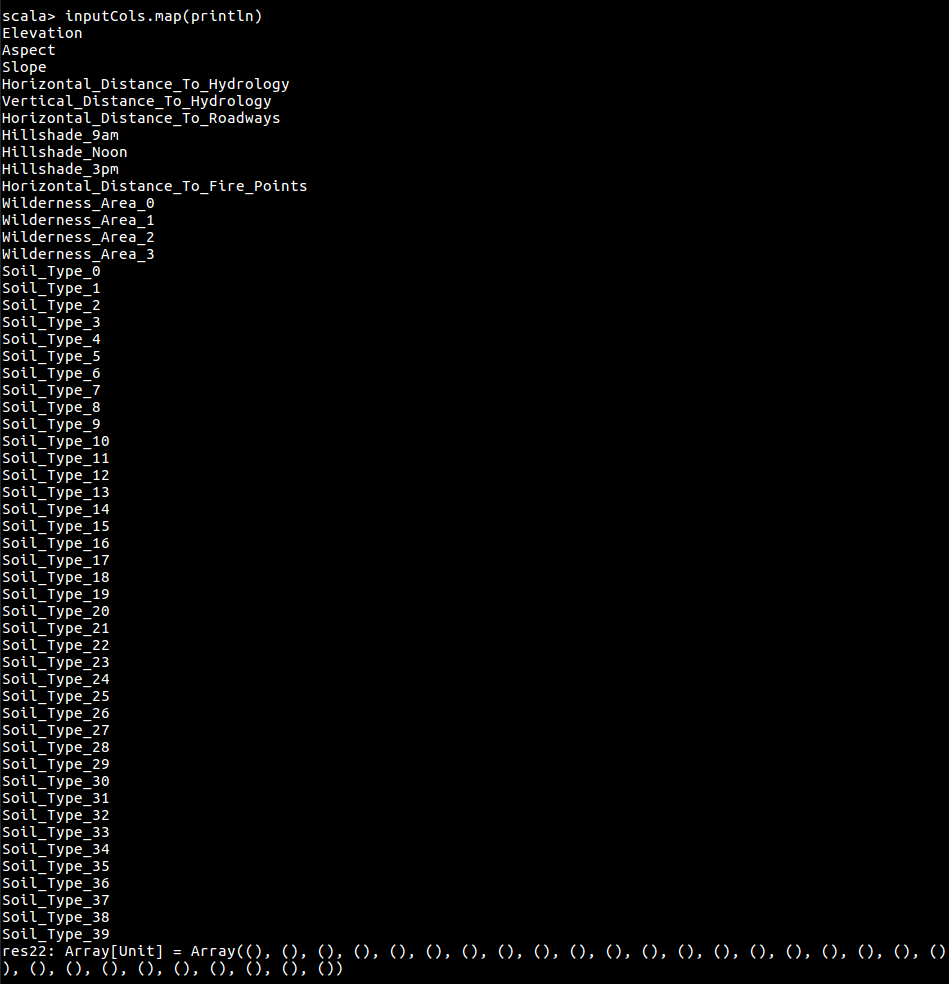 scala> inputCols.map(println)
Elevation
Aspect
Slope
Horizontal_Distance_To_Hydrology
Vertical_Distance_To_Hydrology
Horizontal_Distance_To_Roadways
Hillshade_9am
Hillshade_Noon
Hillshade_3pm
Horizontal_Distance_To_Fire_Points
Wilderness_Area_0
Wilderness_Area_1
Wilderness_Area_2
Wilderness_Area_3
Soil_Type_0
Soil_Type_1
Soil_Type_2
Soil_Type_3
Soil_Type_4
Soil_Type_5
Soil_Type_6
Soil_Type_7
Soil_Type_8
Soil_Type_9
Soil_Type_10
Soil_Type_11
Soil_Type_12
Soil_Type_13
Soil_Type_14
Soil_Type_15
Soil_Type_16
Soil_Type_17
Soil_Type_18
Soil_Type_19
Soil_Type_20
Soil_Type_21
Soil_Type_22
Soil_Type_23
Soil_Type_24
Soil_Type_25
Soil_Type_26
Soil_Type_27
Soil_Type_28
Soil_Type_29
Soil_Type_30
Soil_Type_31
Soil_Type_32
Soil_Type_33
Soil_Type_34
Soil_Type_35
Soil_Type_36
Soil_Type_37
Soil_Type_38
Soil_Type_39
res22: Array[Unit] = Array((), (), (), (), (), (), (), (), (), (), (), (), (), (), (), (), (), (), (), ()
), (), (), (), (), (), (), (), (), ())